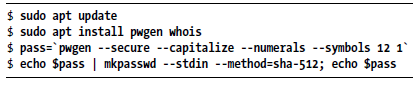 $ sudo apt update
$ sudo apt install pwgen whois
$ pass=`pwgen --secure --capitalize --numerals --symbols 12 1`
$ echo $pass | mkpasswd --stdin --method=sha-512; echo $pass